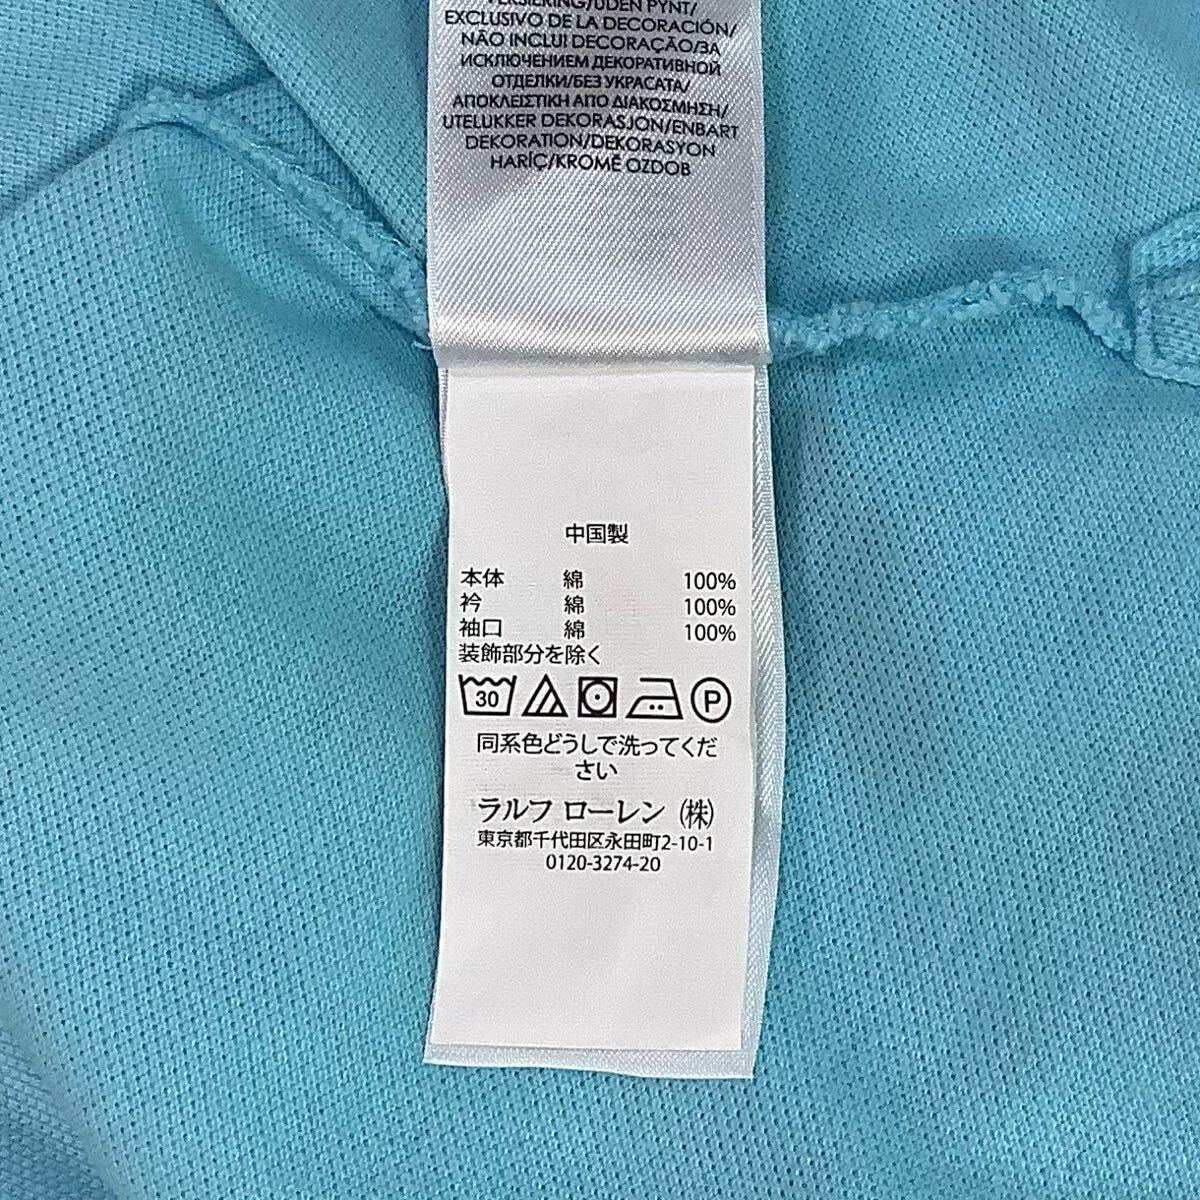 VERSIERING/UDEN PYNT/
EXCLUSIVO DE LA DECORACIÓN/
NÃO INCLUI DECORAÇÃO/ЗА
ИСКЛЮЧЕНИЕМ ДЕКОРАТИВНОЙ
ОТДЕЛКИ/БЕЗ УКРАСАТА/
ΑΠΟΚΛΕΙΣΤΙΚΗ ΑΠΟ ΔΙΑΚΟΣΜΗΣΗ/
UTELUKKER DEKORASJON/ENBART
DEKORATION/DEKORASYON
HARİÇ/KROMĚ OZDOB
中国製
本体 綿 100%
衿 綿 100%
袖口 綿 100%
装飾部分を除く
30 P
同系色どうしで洗ってくだ
さい
ラルフ ローレン (株)
東京都千代田区永田町2-10-1
0120-3274-20